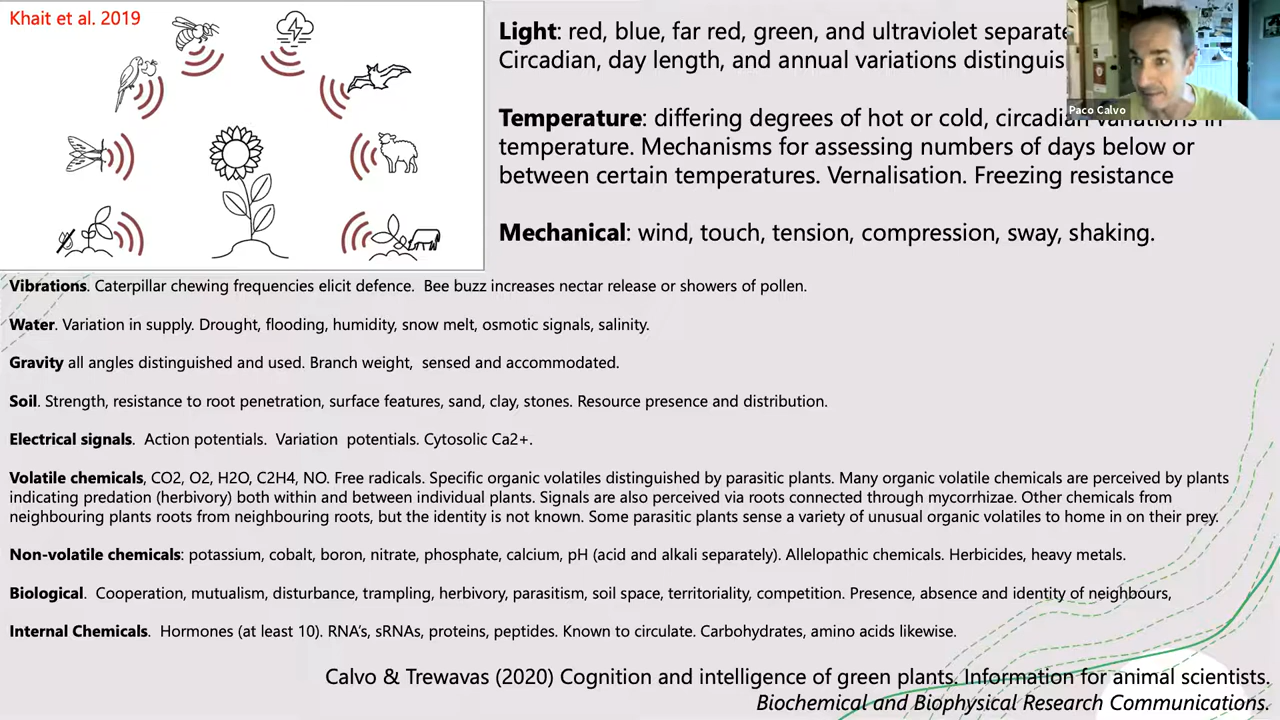 Khait et al. 2019
Light: red, blue, far red, green, and ultraviolet
Circadian, day length, and annual variations
Paco Calvo
Temperature: differing degrees of hot or cold, circadian variations in
temperature. Mechanisms for assessing numbers of days below or
between certain temperatures. Vernalisation. Freezing resistance
Mechanical: wind, touch, tension, compression, sway, shaking.
Vibrations. Caterpillar chewing frequencies elicit defence. Bee buzz increases nectar release or showers of pollen.
Water. Variation in supply. Drought, flooding, humidity, snow melt, osmotic signals, salinity.
Gravity all angles distinguished and used. Branch weight, sensed and accommodated.
Soil. Strength, resistance to root penetration, surface features, sand, clay, stones. Resource presence and distribution.
Electrical signals. Action potentials. Variation potentials. Cytosolic Ca2+.
Volatile chemicals, CO2, O2, H2O, C2H4, NO. Free radicals. Specific organic volatiles distinguished by parasitic plants. Many organic volatile chemicals are perceived by plants
indicating predation (herbivory) both within and between individual plants. Signals are also perceived via roots connected through mycorrhizae. Other chemicals from
neighbouring plants roots from neighbouring roots, but the identity is not known. Some parasitic plants sense a variety of unusual organic volatiles to home in on their prey.
Non-volatile chemicals: potassium, cobalt, boron, nitrate, phosphate, calcium, pH (acid and alkali separately). Allelopathic chemicals. Herbicides, heavy metals.
Biological. Cooperation, mutualism, disturbance, trampling, herbivory, parasitism, soil space, territoriality, competition. Presence, absence and identity of neighbours,
Internal Chemicals. Hormones (at least 10). RNA's, sRNAs, proteins, peptides. Known to circulate. Carbohydrates, amino acids likewise.
Calvo & Trewavas (2020) Cognition and intelligence of green plants. Information for animal scientists.
Biochemical and Biophysical Research Communications.